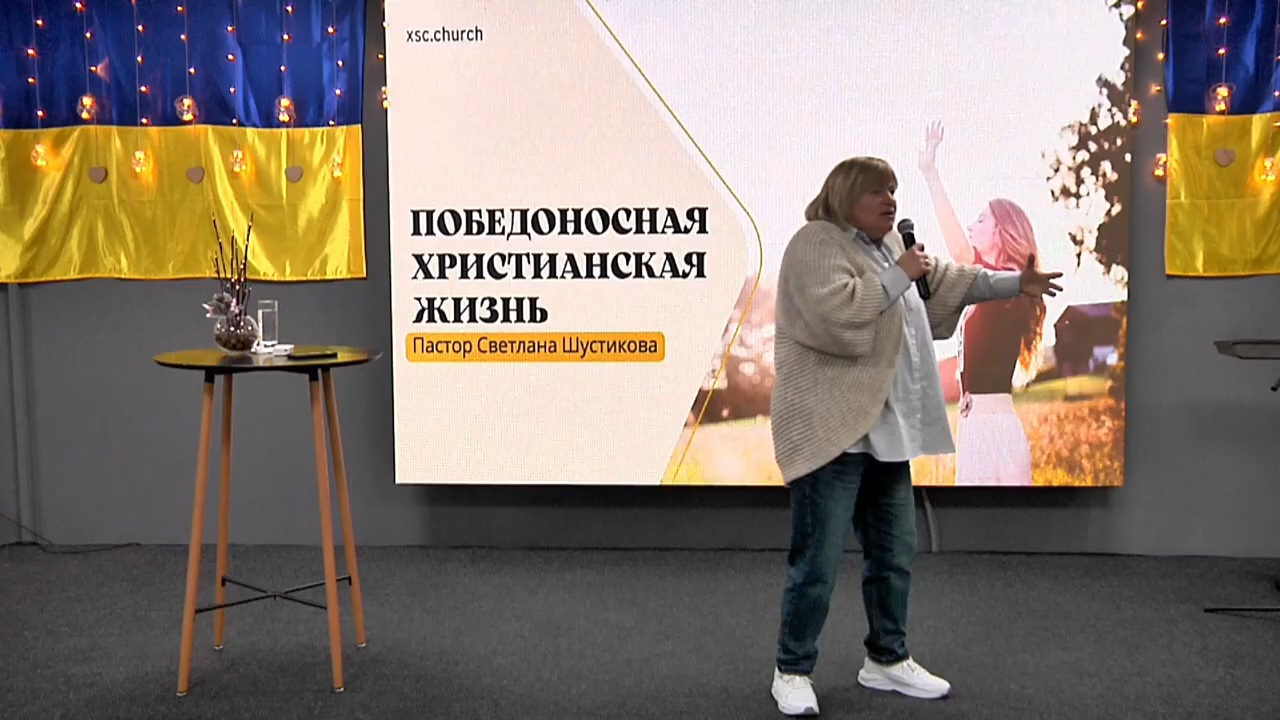 xsc.church
ПОБЕДОНОСНАЯ
ХРИСТИАНСКАЯ
ЖИЗНЬ
Пастор Светлана Шустикова